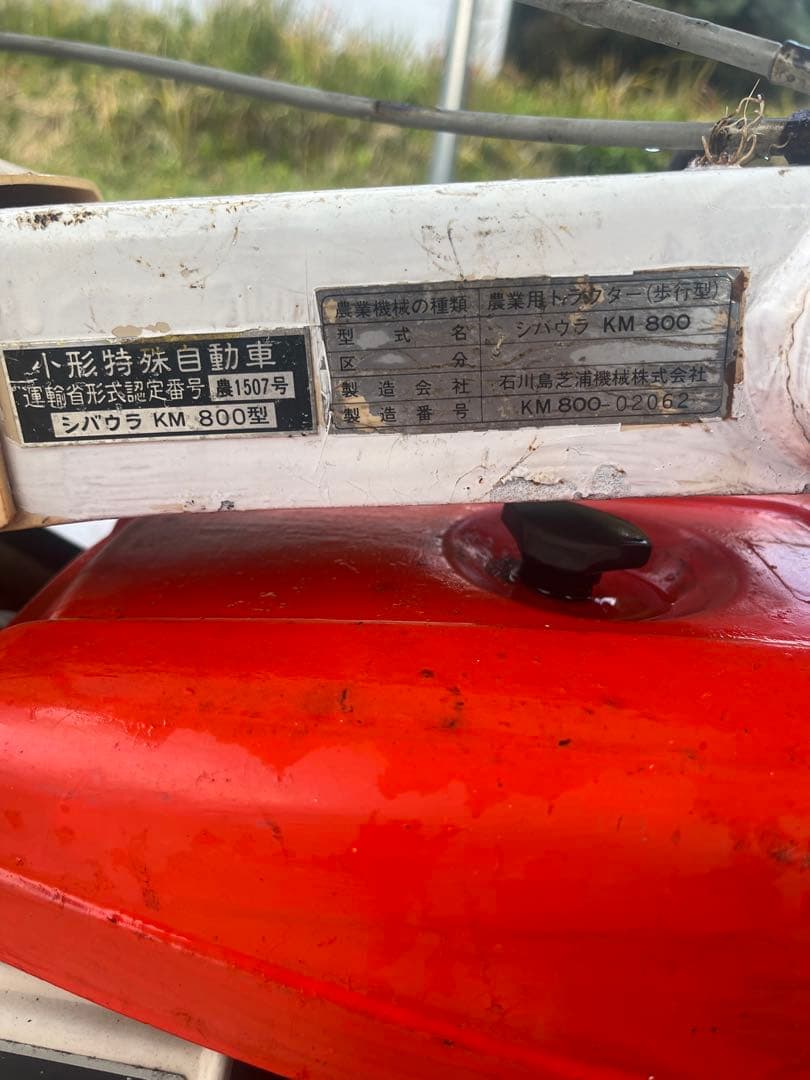 小形特殊自動車
運輸省形式認定番号 農1507号
シバウラ KM 800型
農業機械の種類 農業用トラクター(歩行型)
型式名 シバウラ KM 800
区分
製造会社 石川島芝浦機械株式会社
製造番号 KM 800-02062